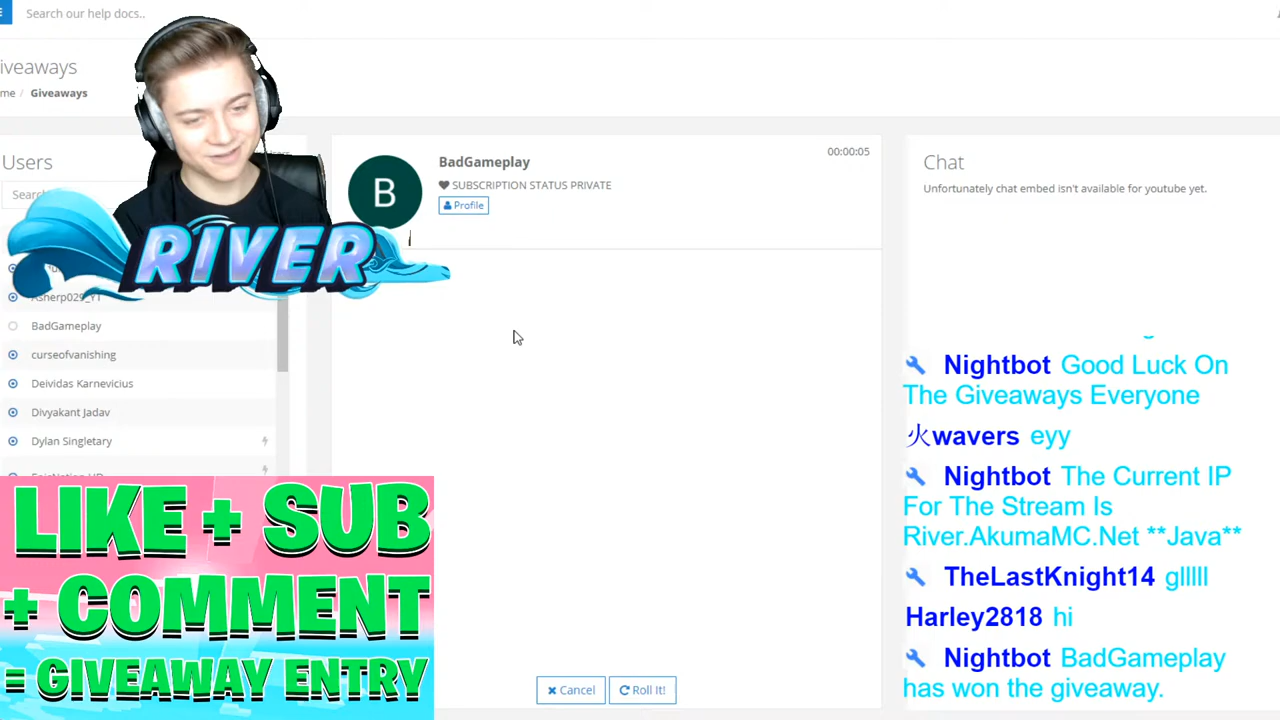 Search our help docs..
iveaways
me / Giveaways
Users
Sear
Asherp029_YT
BadGameplay
curseofvanishing
Deividas Karnevicius
Divyakant Jadav
Dylan Singletary
RIVER
B
BadGameplay
SUBSCRIPTION STATUS PRIVATE
Profile
00:00:05
Cancel
Roll It!
Chat
Unfortunately chat embed isn't available for youtube yet.
Nightbot Good Luck On
The Giveaways Everyone
火wavers eyy
Nightbot The Current IP
For The Stream Is
River.AkumaMC.Net **Java**
TheLastKnight14 glllll
Harley2818 hi
Nightbot BadGameplay
has won the giveaway.
LIKE + SUB
+ COMMENT
= GIVEAWAY ENTRY